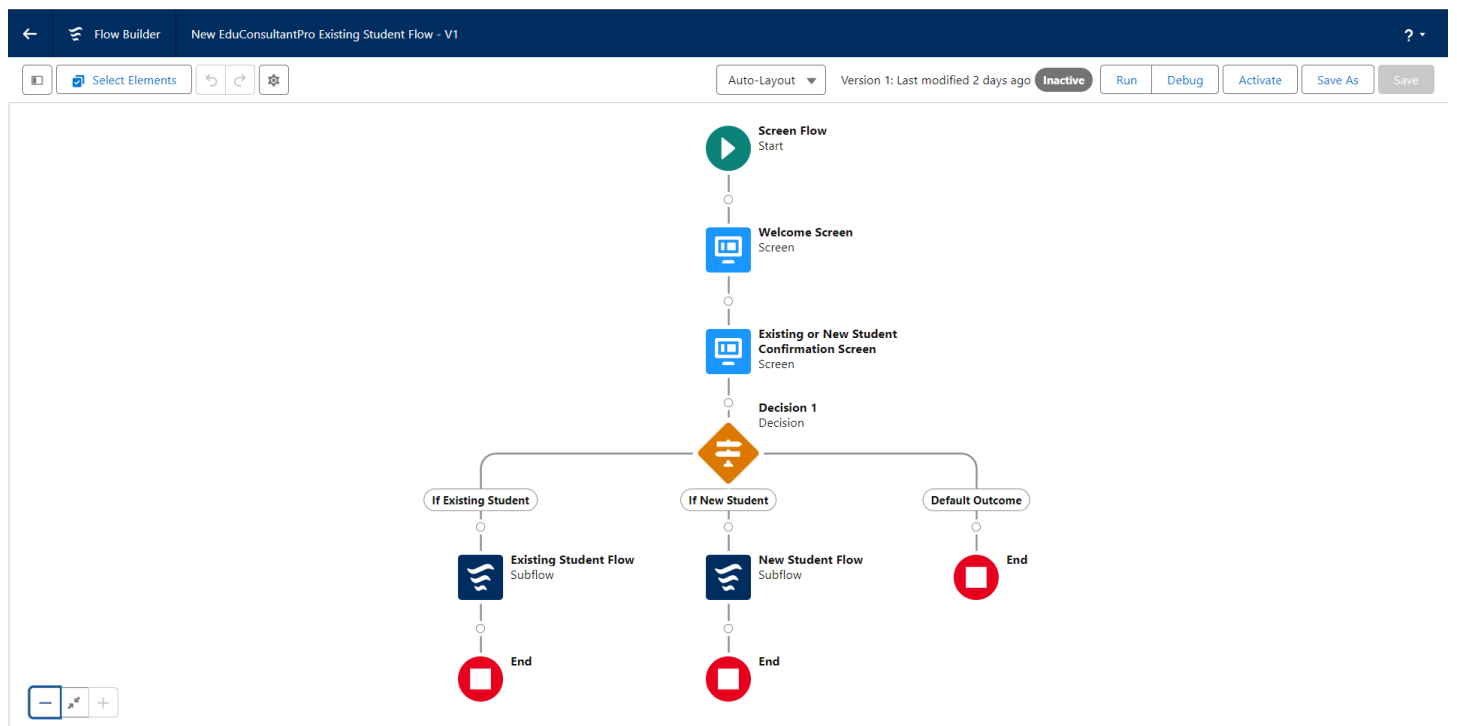 Flow Builder
New EduConsultantPro Existing Student Flow - V1
?
Select Elements
Auto-Layout
Version 1: Last modified 2 days ago
Inactive
Run
Debug
Activate
Save As
Save
Screen Flow
Start
Welcome Screen
Screen
Existing or New Student
Confirmation Screen
Screen
Decision 1
Decision
If Existing Student
If New Student
Default Outcome
Existing Student Flow
Subflow
New Student Flow
Subflow
End
End
End